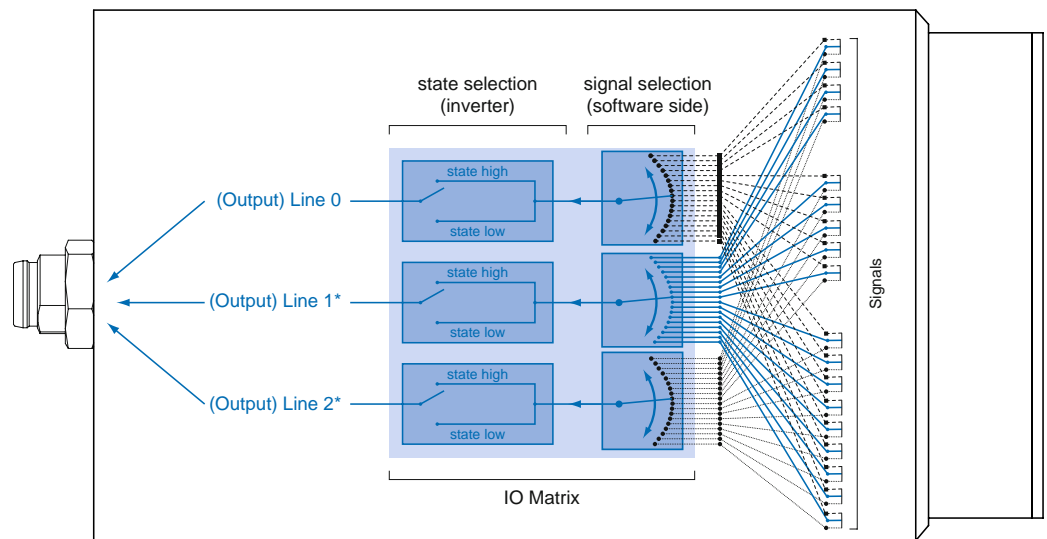 state selection
(inverter)
signal selection
(software side)
state high
state low
(Output) Line 0
state high
state low
(Output) Line 1*
state high
state low
(Output) Line 2*
IO Matrix
Signals